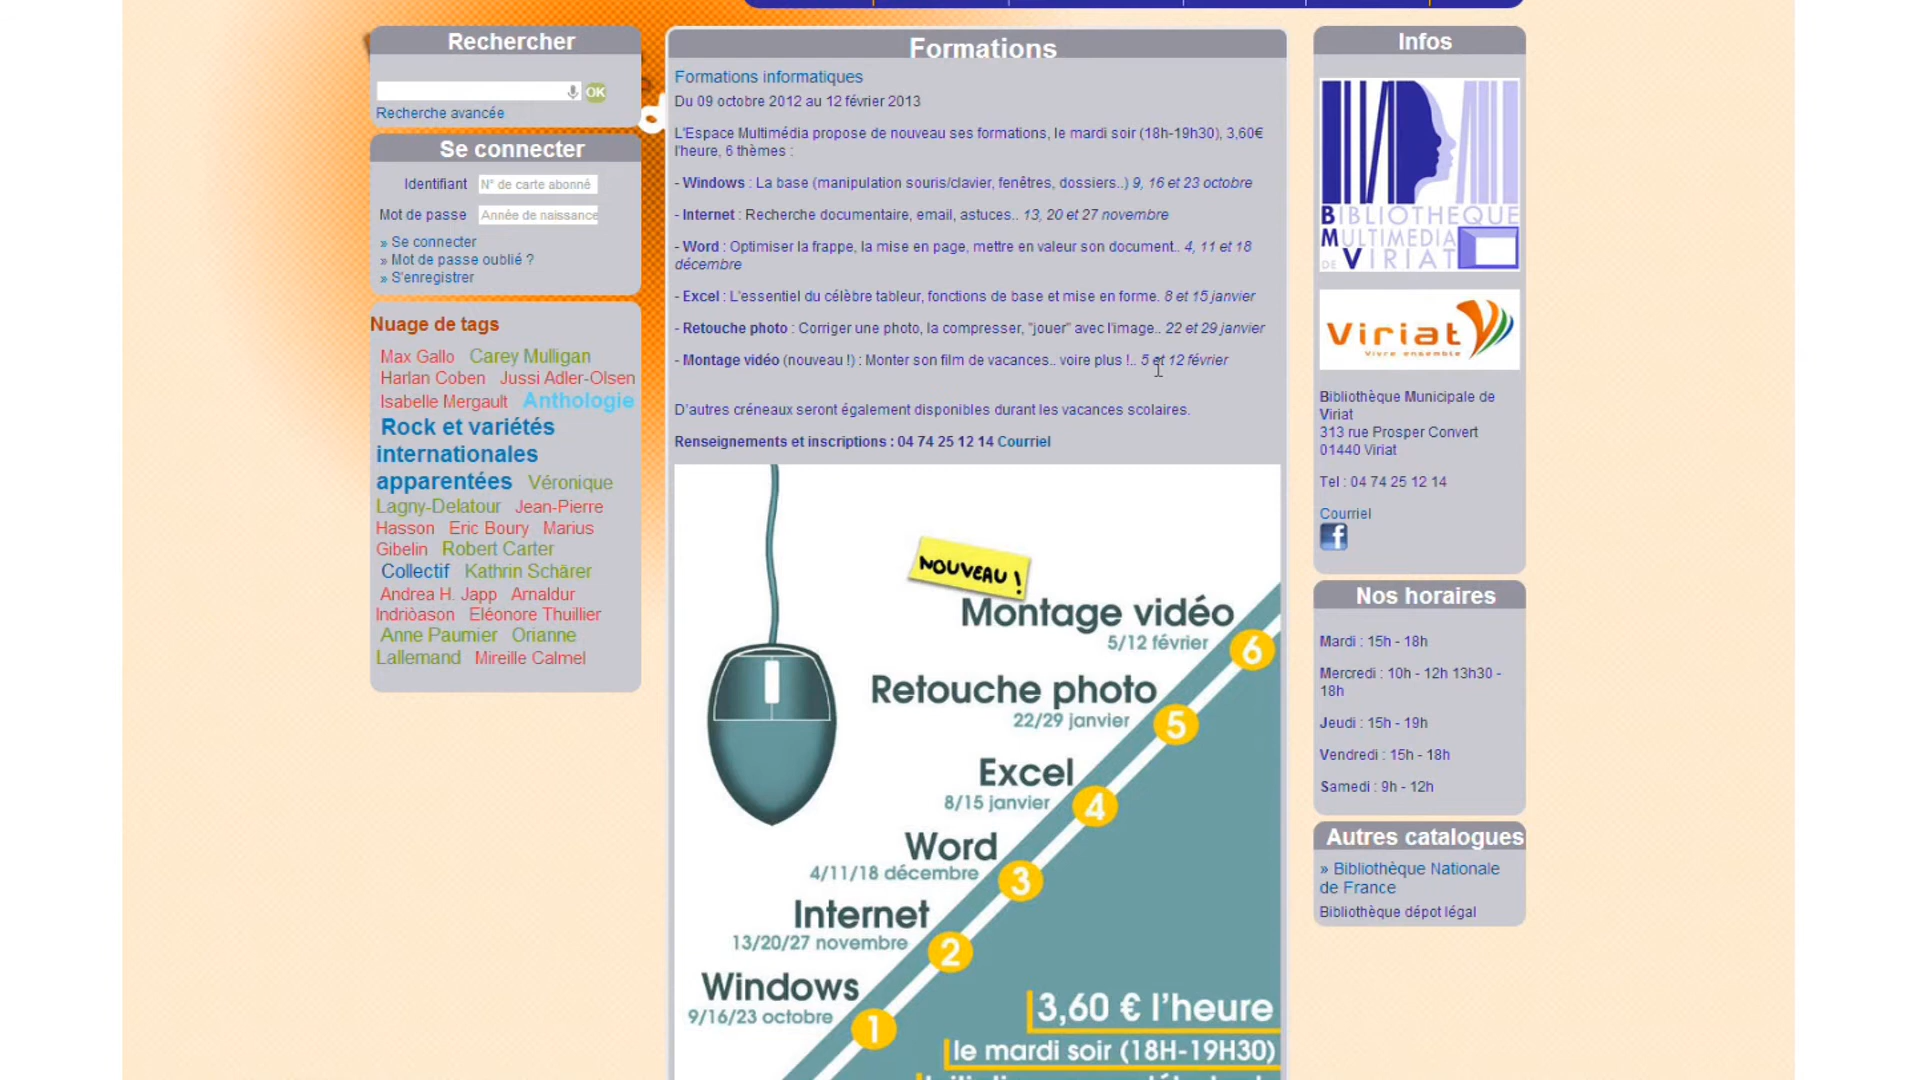 Rechercher
OK
Recherche avancée
Se connecter
Identifiant N° de carte abonné
Mot de passe Année de naissance
» Se connecter
» Mot de passe oublié ?
» S'enregistrer
Nuage de tags
Max Gallo Carey Mulligan
Harlan Coben Jussi Adler-Olsen
Isabelle Mergault Anthologie
Rock et variétés
internationales
apparentées Véronique
Lagny-Delatour Jean-Pierre
Hasson Eric Boury Marius
Gibelin Robert Carter
Collectif Kathrin Schärer
Andrea H. Japp Arnaldur
Indriðason Eléonore Thuillier
Anne Paumier Orianne
Lallemand Mireille Calmel
Formations
Formations informatiques
Du 09 octobre 2012 au 12 février 2013
L'Espace Multimédia propose de nouveau ses formations, le mardi soir (18h-19h30), 3,60€
l'heure, 6 thèmes :
- Windows : La base (manipulation souris/clavier, fenêtres, dossiers..) 9, 16 et 23 octobre
- Internet : Recherche documentaire, email, astuces.. 13, 20 et 27 novembre
- Word : Optimiser la frappe, la mise en page, mettre en valeur son document.. 4, 11 et 18
décembre
- Excel : L'essentiel du célèbre tableur, fonctions de base et mise en forme. 8 et 15 janvier
- Retouche photo : Corriger une photo, la compresser, "jouer" avec l'image.. 22 et 29 janvier
- Montage vidéo (nouveau !) : Monter son film de vacances.. voire plus !.. 5 et 12 février
D'autres créneaux seront également disponibles durant les vacances scolaires.
Renseignements et inscriptions : 04 74 25 12 14 Courriel
NOUVEAU !
Montage vidéo
5/12 février
6
Retouche photo
22/29 janvier
5
Excel
8/15 janvier
4
Word
4/11/18 décembre
3
Internet
13/20/27 novembre
2
Windows
9/16/23 octobre
1
3,60 € l'heure
le mardi soir (18H-19H30)
Infos
BIBLIOTHEQUE
MULTIMEDIA
DE VIRIAT
Viriat
Vivre ensemble
Bibliothèque Municipale de
Viriat
313 rue Prosper Convert
01440 Viriat
Tel : 04 74 25 12 14
Courriel
f
Nos horaires
Mardi : 15h - 18h
Mercredi : 10h - 12h 13h30 -
18h
Jeudi : 15h - 19h
Vendredi : 15h - 18h
Samedi : 9h - 12h
Autres catalogues
» Bibliothèque Nationale
de France
Bibliothèque dépot légal